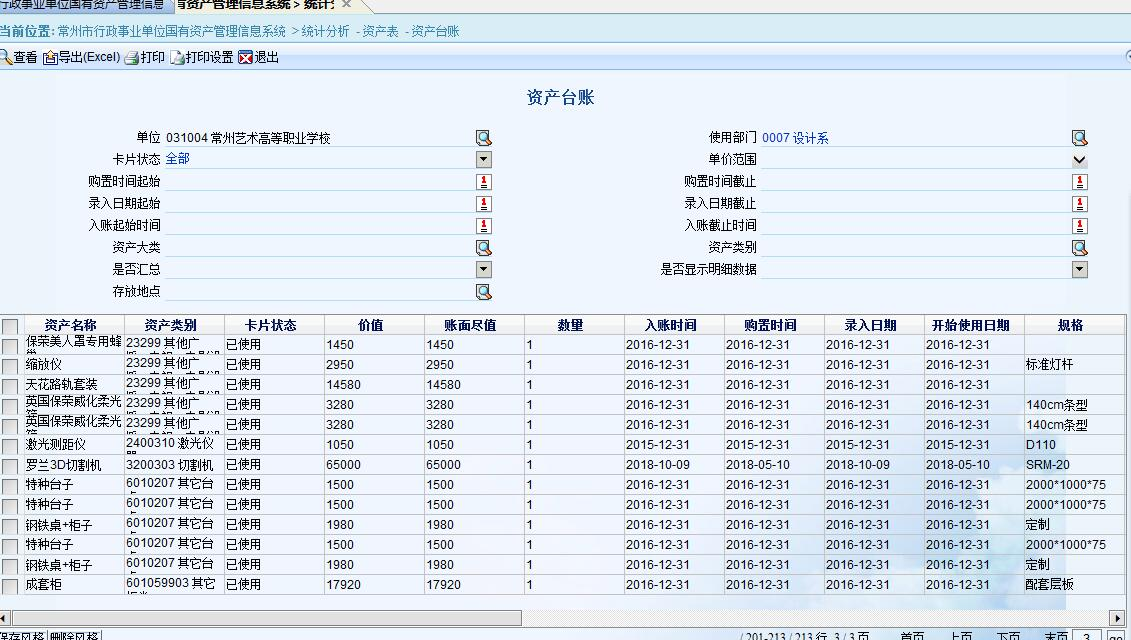 行政事业单位国有资产管理信息 有资产管理信息系统 > 统计分
当前位置: 常州市行政事业单位国有资产管理信息系统 > 统计分析 - 资产表 - 资产台账
查看 导出(Excel) 打印 打印设置 退出
资产台账
单位 031004 常州艺术高等职业学校 使用部门 0007 设计系
卡片状态 全部 单价范围
购置时间起始 购置时间截止
录入日期起始 录入日期截止
入账起始时间 入账截止时间
资产大类 资产类别
是否汇总 是否显示明细数据
存放地点
资产名称 资产类别 卡片状态 价值 账面尽值 数量 入账时间 购置时间 录入日期 开始使用日期 规格
保荣美人罩专用蜂 23299 其他广 已使用 1450 1450 1 2016-12-31 2016-12-31 2016-12-31 2016-12-31
缩放仪 23299 其他广 已使用 2950 2950 1 2016-12-31 2016-12-31 2016-12-31 2016-12-31 标准灯杆
天花路轨套装 23299 其他广 已使用 14580 14580 1 2016-12-31 2016-12-31 2016-12-31 2016-12-31
英国保荣威化柔光 23299 其他广 已使用 3280 3280 1 2016-12-31 2016-12-31 2016-12-31 2016-12-31 140cm条型
英国保荣威化柔光 23299 其他广 已使用 3280 3280 1 2016-12-31 2016-12-31 2016-12-31 2016-12-31 140cm条型
激光测距仪 2400310 激光仪 已使用 1050 1050 1 2015-12-31 2015-12-31 2015-12-31 2015-12-31 D110
罗兰3D切割机 3200303 切割机 已使用 65000 65000 1 2018-10-09 2018-05-10 2018-10-09 2018-05-10 SRM-20
特种台子 6010207 其它台 已使用 1500 1500 1 2016-12-31 2016-12-31 2016-12-31 2016-12-31 2000*1000*75
特种台子 6010207 其它台 已使用 1500 1500 1 2016-12-31 2016-12-31 2016-12-31 2016-12-31 2000*1000*75
钢铁桌+柜子 6010207 其它台 已使用 1980 1980 1 2016-12-31 2016-12-31 2016-12-31 2016-12-31 定制
特种台子 6010207 其它台 已使用 1500 1500 1 2016-12-31 2016-12-31 2016-12-31 2016-12-31 2000*1000*75
钢铁桌+柜子 6010207 其它台 已使用 1980 1980 1 2016-12-31 2016-12-31 2016-12-31 2016-12-31 定制
成套柜 601059903 其它 已使用 17920 17920 1 2016-12-31 2016-12-31 2016-12-31 2016-12-31 配套层板
保存风格 删除风格 / 201-213 / 213 行, 3 / 3 页 首页 上页 下页 末页 3 go